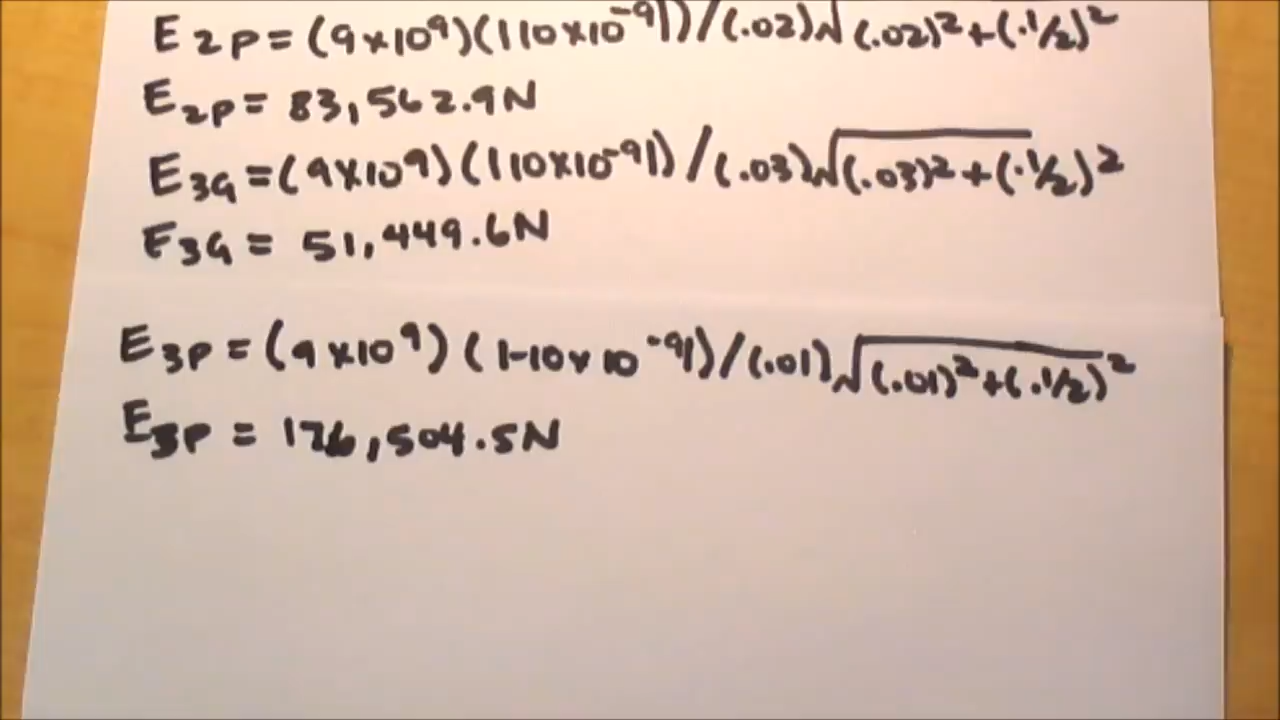 E2P = (9×10⁹)(110×10⁻⁹|)/(.02)√(.02)²+(.1/2)²
E2P = 83,562.9N
E3G = (9×10⁹)(110×10⁻⁹|)/(.03)√(.03)²+(.1/2)²
E3G = 51,449.6N
E3P = (9×10⁹)(|-10×10⁻⁹|)/(.01)√(.01)²+(.1/2)²
E3P = 176,504.5N